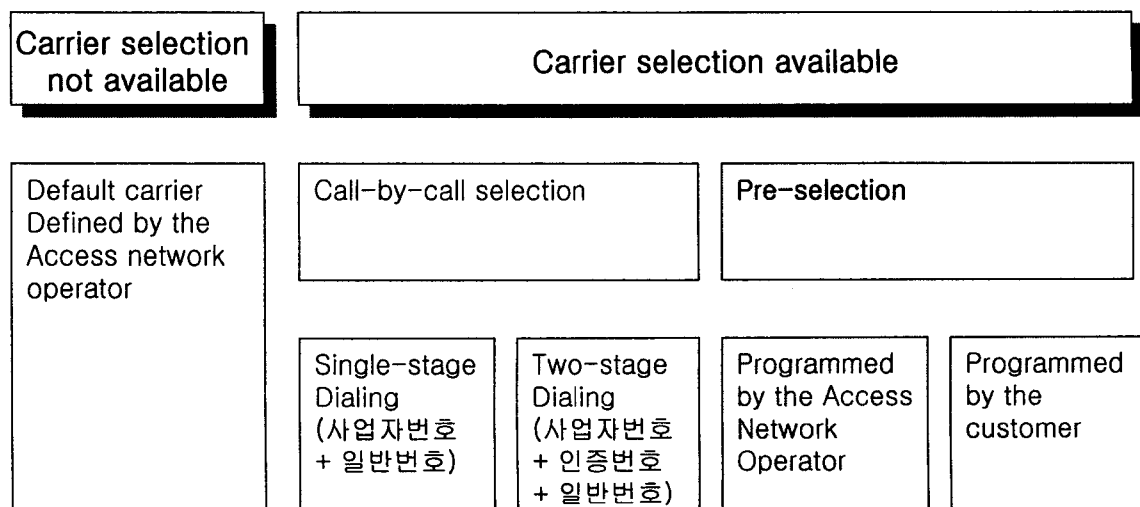 Carrier selection
not available
Carrier selection available
Default carrier
Defined by the
Access network
operator
Call-by-call selection
Pre-selection
Single-stage
Dialing
(사업자번호
+ 일반번호)
Two-stage
Dialing
(사업자번호
+ 인증번호
+ 일반번호)
Programmed
by the Access
Network
Operator
Programmed
by the
customer